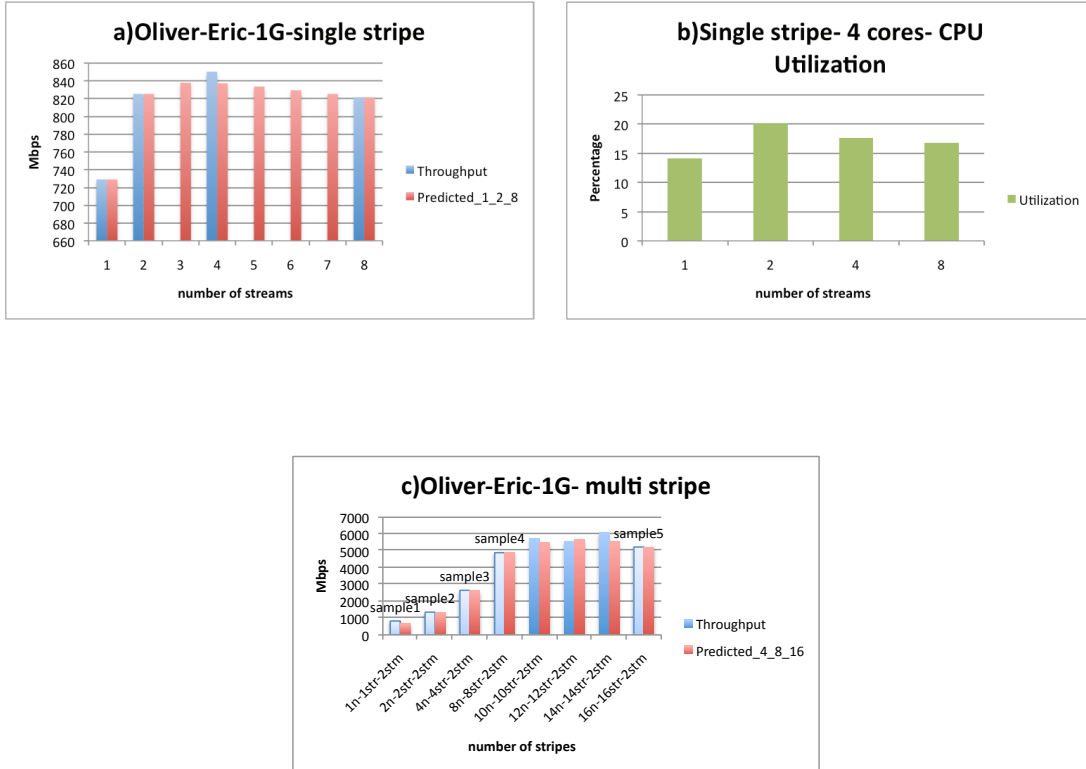 a)Oliver-Eric-1G-single stripe
860
840
820
800
780
760
740
720
700
680
660
Mbps
1 2 3 4 5 6 7 8
number of streams
Throughput
Predicted_1_2_8
b)Single stripe- 4 cores- CPU
Utilization
25
20
15
10
5
0
Percentage
1 2 4 8
number of streams
Utilization
c)Oliver-Eric-1G- multi stripe
7000
6000
5000
4000
3000
2000
1000
0
Mbps
sample1
sample2
sample3
sample4
sample5
1n-1str-2stm
2n-2str-2stm
4n-4str-2stm
8n-8str-2stm
10n-10str-2stm
12n-12str-2stm
14n-14str-2stm
16n-16str-2stm
number of stripes
Throughput
Predicted_4_8_16